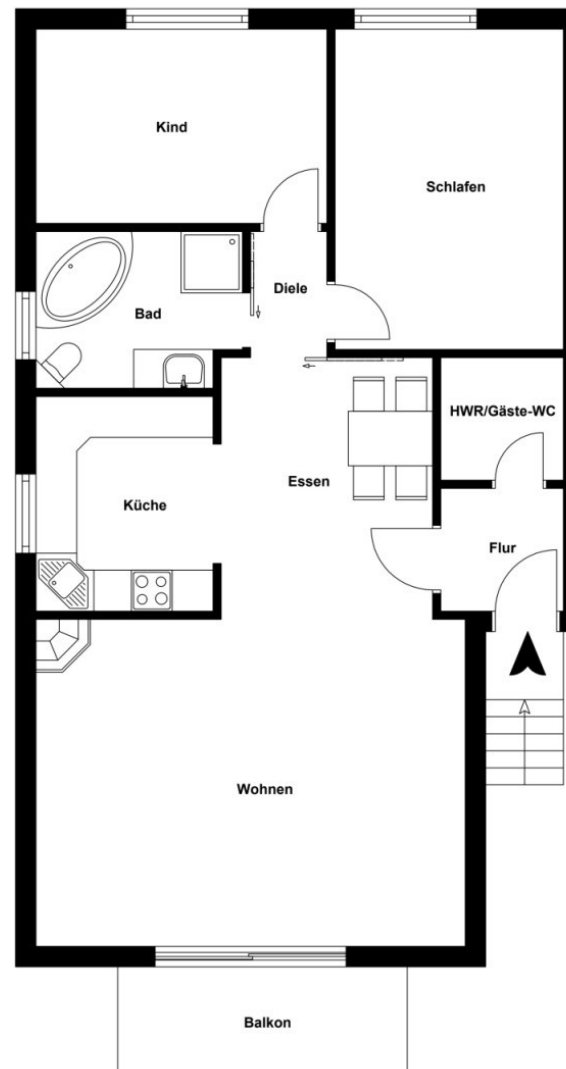 Kind
Schlafen
Diele
Bad
HWR/Gäste-WC
Essen
Küche
Flur
Wohnen
Balkon